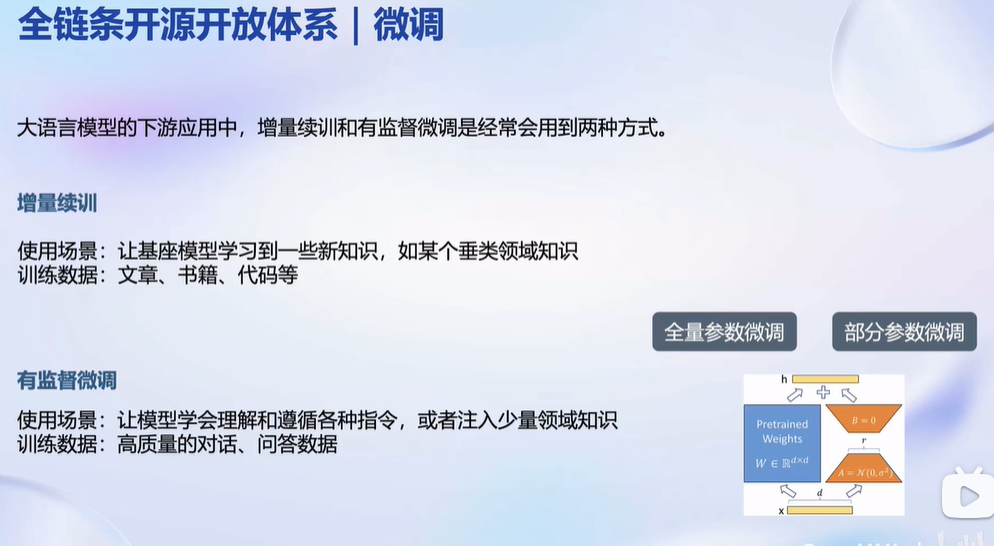 全链条开源开放体系｜微调
大语言模型的下游应用中，增量续训和有监督微调是经常会用到两种方式。
增量续训
使用场景：让基座模型学习到一些新知识，如某个垂类领域知识
训练数据：文章、书籍、代码等
全量参数微调
部分参数微调
有监督微调
使用场景：让模型学会理解和遵循各种指令，或者注入少量领域知识
训练数据：高质量的对话、问答数据
h
Pretrained
Weights
W ∈ ℝ^{d×d}
B = 0
r
A = 𝒩(0, σ²)
d
x